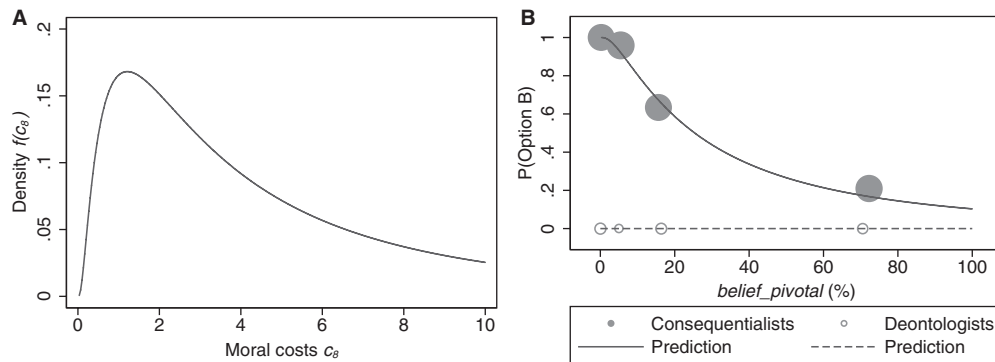 A
.2
.15
.1
.05
0
Density f(c₈)
0 2 4 6 8 10
Moral costs c₈
B
1
.8
.6
.4
.2
0
P(Option B)
0 20 40 60 80 100
belief_pivotal (%)
Consequentialists Deontologists
Prediction Prediction